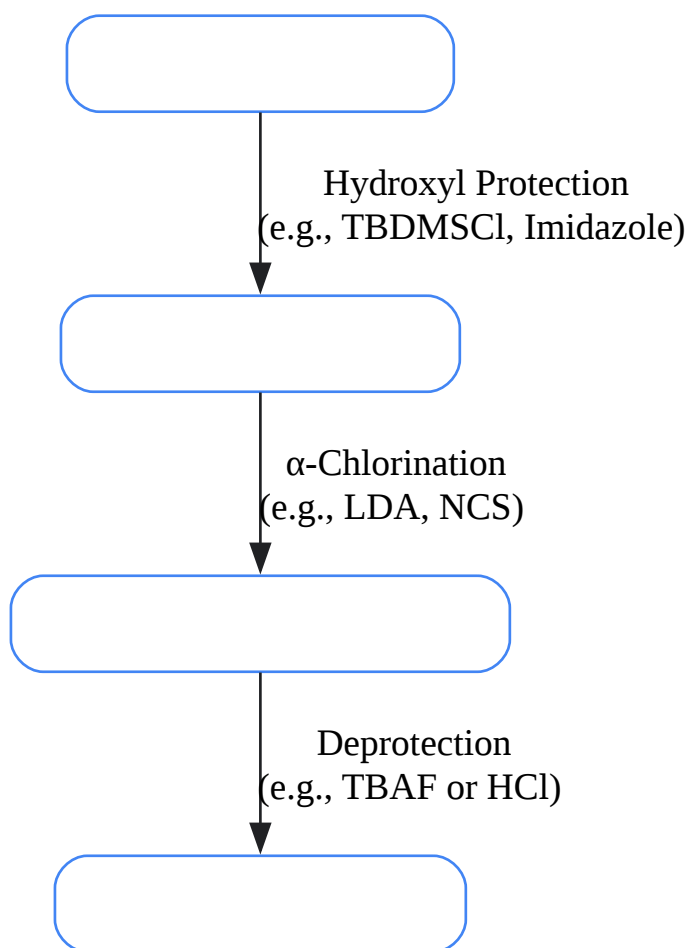 Hydroxyl Protection
(e.g., TBDMSCl, Imidazole)
α-Chlorination
(e.g., LDA, NCS)
Deprotection
(e.g., TBAF or HCl)